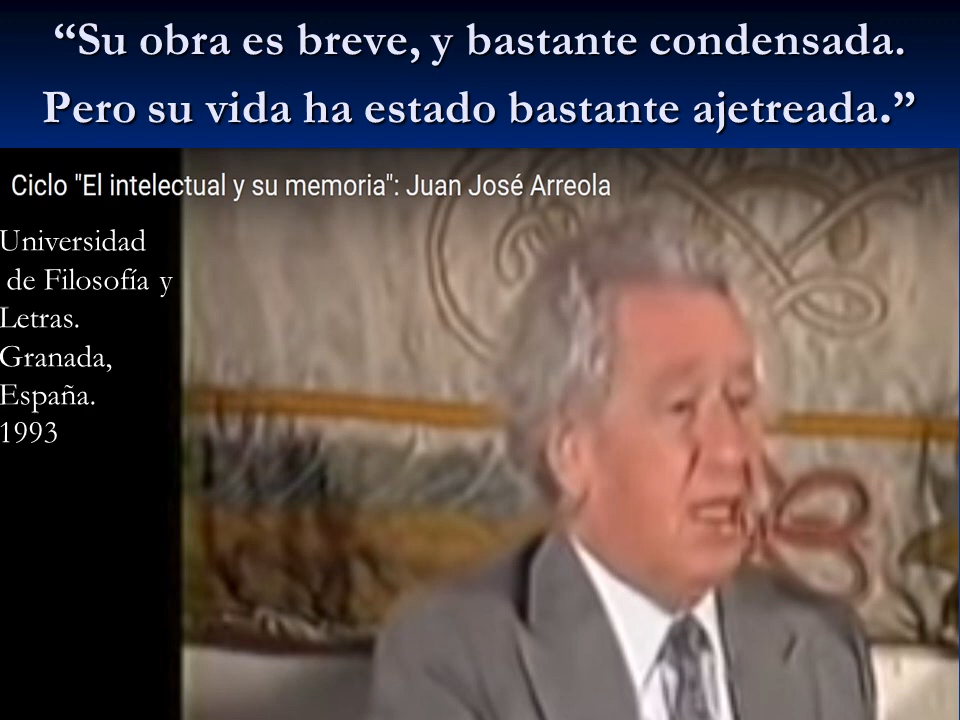 “Su obra es breve, y bastante condensada.
Pero su vida ha estado bastante ajetreada.”
Ciclo "El intelectual y su memoria": Juan José Arreola
Universidad
de Filosofía y
Letras.
Granada,
España.
1993